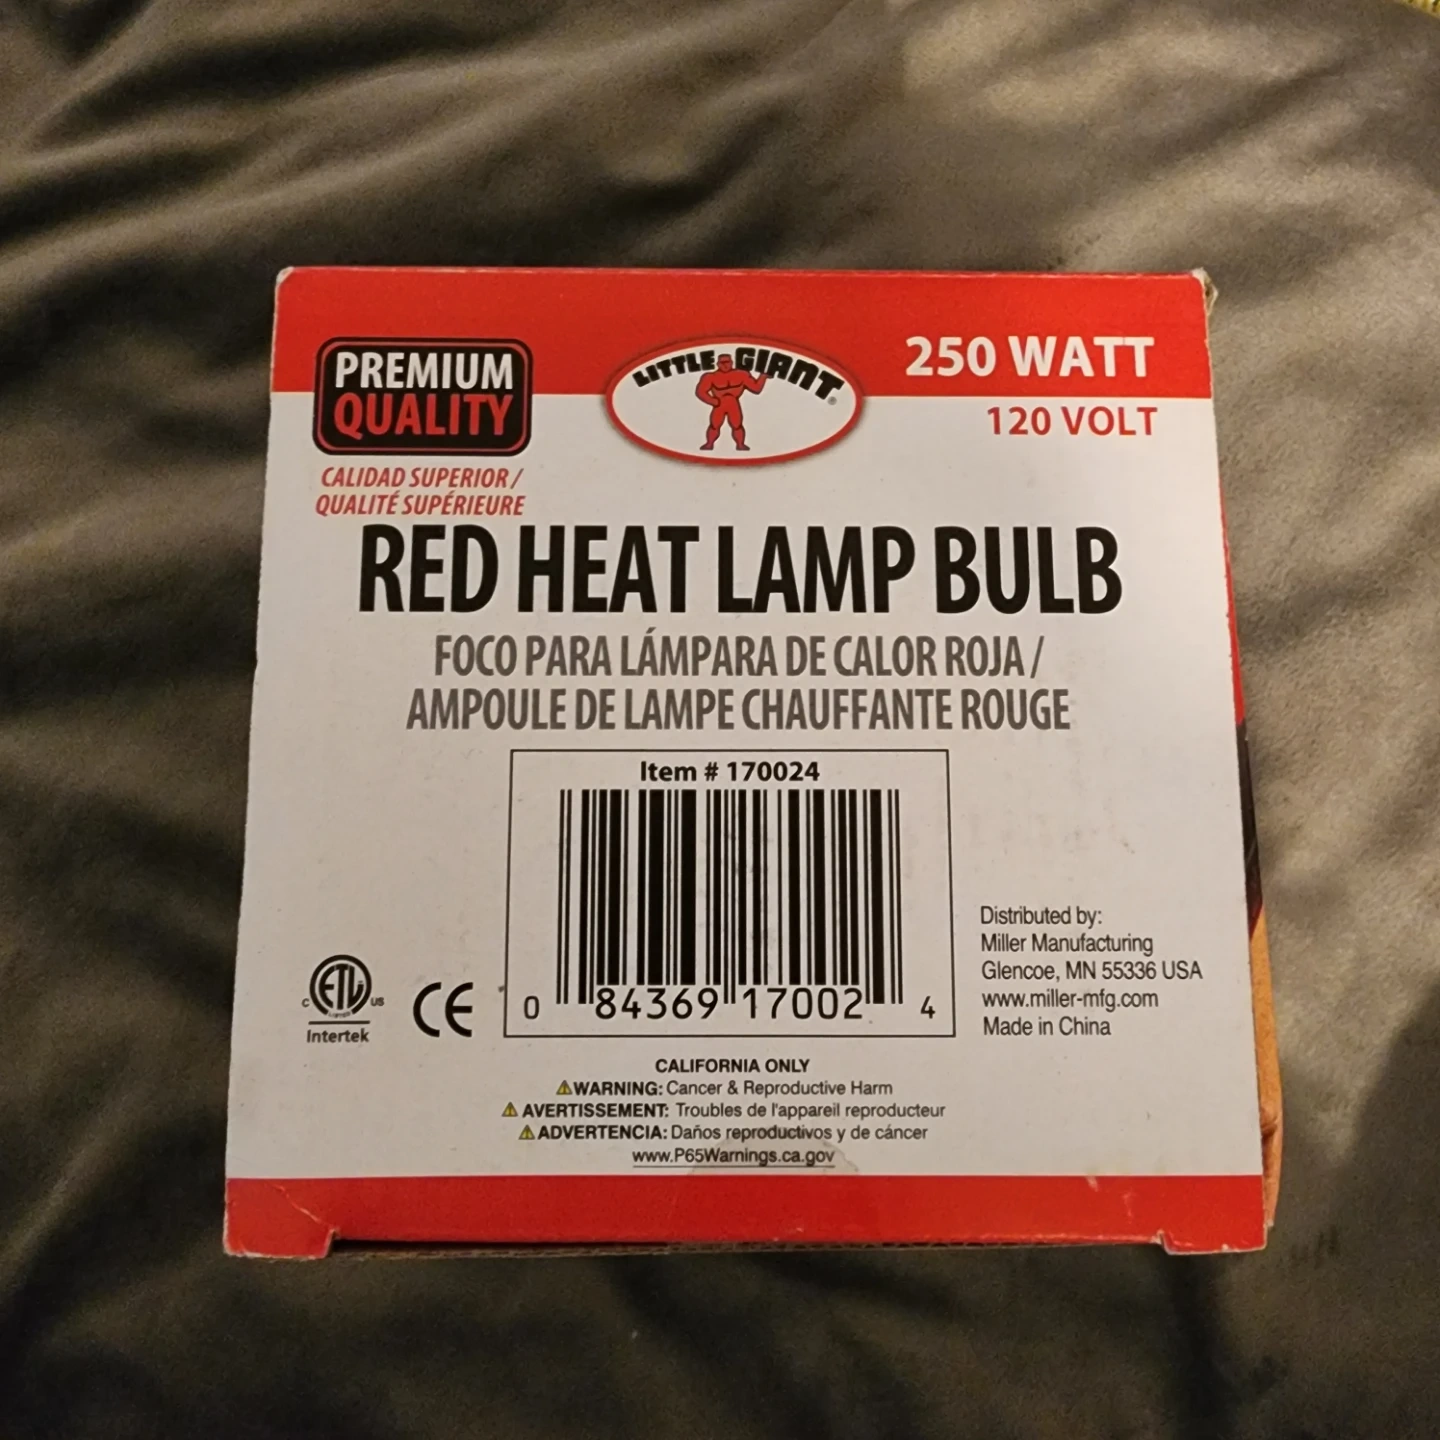 PREMIUM
QUALITY
CALIDAD SUPERIOR /
QUALITÉ SUPÉRIEURE
LITTLE GIANT®
250 WATT
120 VOLT
RED HEAT LAMP BULB
FOCO PARA LÁMPARA DE CALOR ROJA /
AMPOULE DE LAMPE CHAUFFANTE ROUGE
Item # 170024
0 84369 17002 4
C ETL US
LISTED
Intertek
CE
Distributed by:
Miller Manufacturing
Glencoe, MN 55336 USA
www.miller-mfg.com
Made in China
CALIFORNIA ONLY
⚠WARNING: Cancer & Reproductive Harm
⚠ AVERTISSEMENT: Troubles de l'appareil reproducteur
⚠ADVERTENCIA: Daños reproductivos y de cáncer
www.P65Warnings.ca.gov